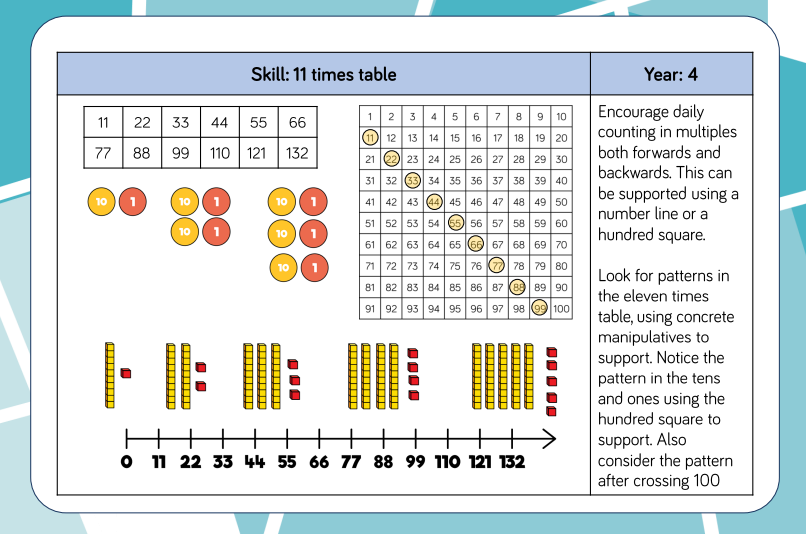 Skill: 11 times table
Year: 4
11 22 33 44 55 66
77 88 99 110 121 132
10 1 10 1 10 1
10 1 10 1
10 1
1 2 3 4 5 6 7 8 9 10
11 12 13 14 15 16 17 18 19 20
21 22 23 24 25 26 27 28 29 30
31 32 33 34 35 36 37 38 39 40
41 42 43 44 45 46 47 48 49 50
51 52 53 54 55 56 57 58 59 60
61 62 63 64 65 66 67 68 69 70
71 72 73 74 75 76 77 78 79 80
81 82 83 84 85 86 87 88 89 90
91 92 93 94 95 96 97 98 99 100
0 11 22 33 44 55 66 77 88 99 110 121 132
Encourage daily
counting in multiples
both forwards and
backwards. This can
be supported using a
number line or a
hundred square.
Look for patterns in
the eleven times
table, using concrete
manipulatives to
support. Notice the
pattern in the tens
and ones using the
hundred square to
support. Also
consider the pattern
after crossing 100